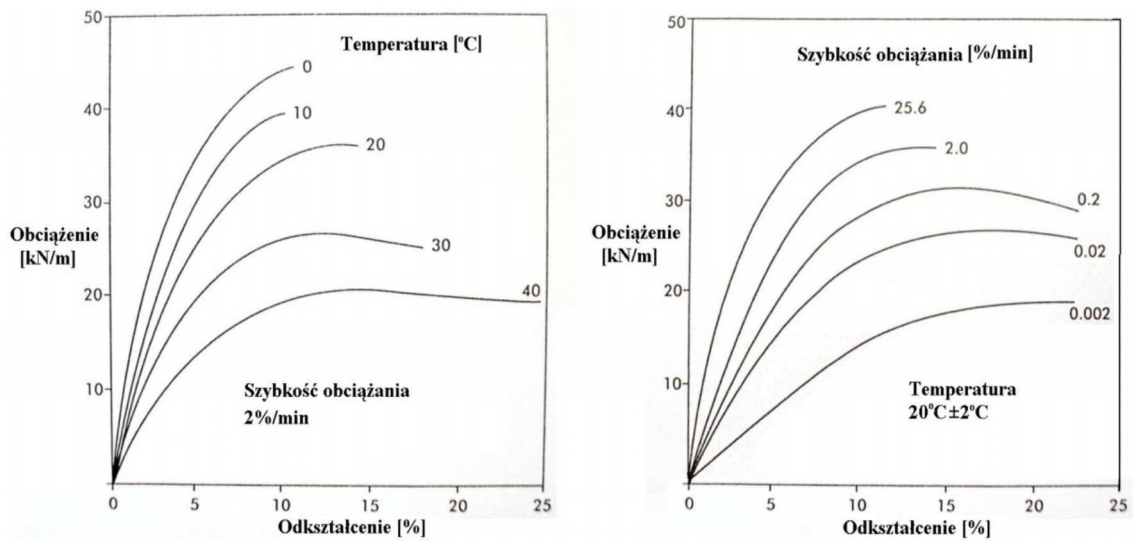 50
Temperatura [°C]
0
40
10
20
30
Obciążenie
[kN/m]
30
20
40
10
Szybkość obciążania
2%/min
0
5
10
15
20
25
Odkształcenie [%]
50
Szybkość obciążania [%/min]
40
25.6
2.0
30
0.2
Obciążenie
[kN/m]
0.02
20
0.002
10
Temperatura
20°C±2°C
0
5
10
15
20
25
Odkształcenie [%]